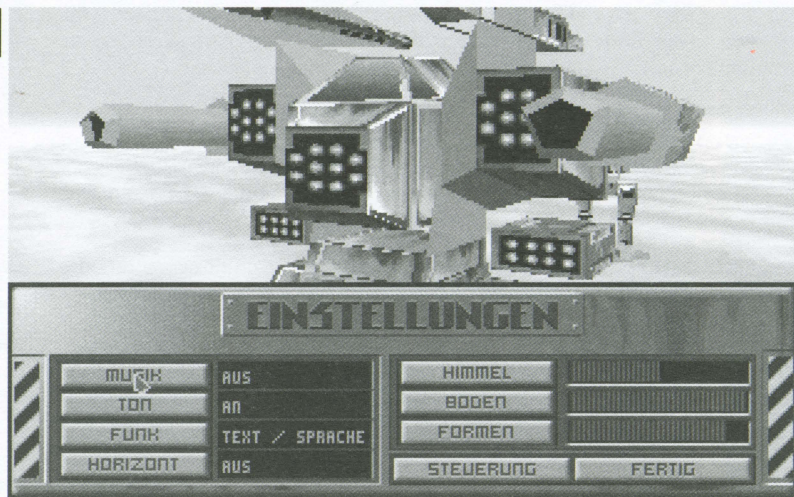 EINSTELLUNGEN
MUSIK AUS
TON AN
FUNK TEXT / SPRACHE
HORIZONT AUS
HIMMEL
BODEN
FORMEN
STEUERUNG FERTIG